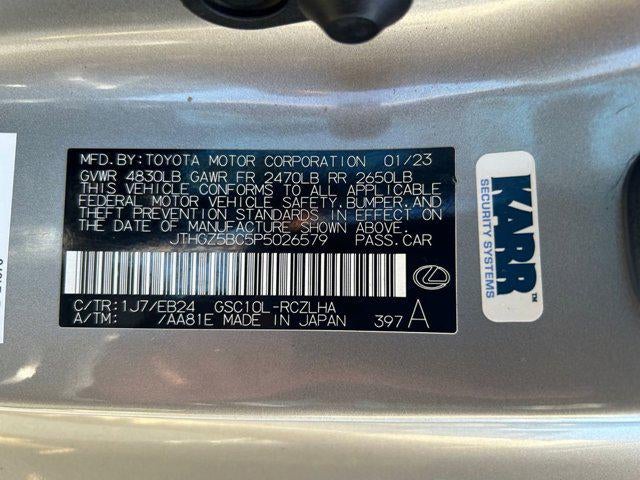 MFD.BY:TOYOTA MOTOR CORPORATION 01/23
GVWR 4830LB GAWR FR 2470LB RR 2650LB
THIS VEHICLE CONFORMS TO ALL APPLICABLE
FEDERAL MOTOR VEHICLE SAFETY,BUMPER,AND
THEFT PREVENTION STANDARDS IN EFFECT ON
THE DATE OF MANUFACTURE SHOWN ABOVE.
JTHGZ5BC5P5026579 PASS.CAR
C/TR:1J7/EB24 GSC10L-RCZLHA
A/TM: /AA81E MADE IN JAPAN 397 A
KARR™
SECURITY SYSTEMS